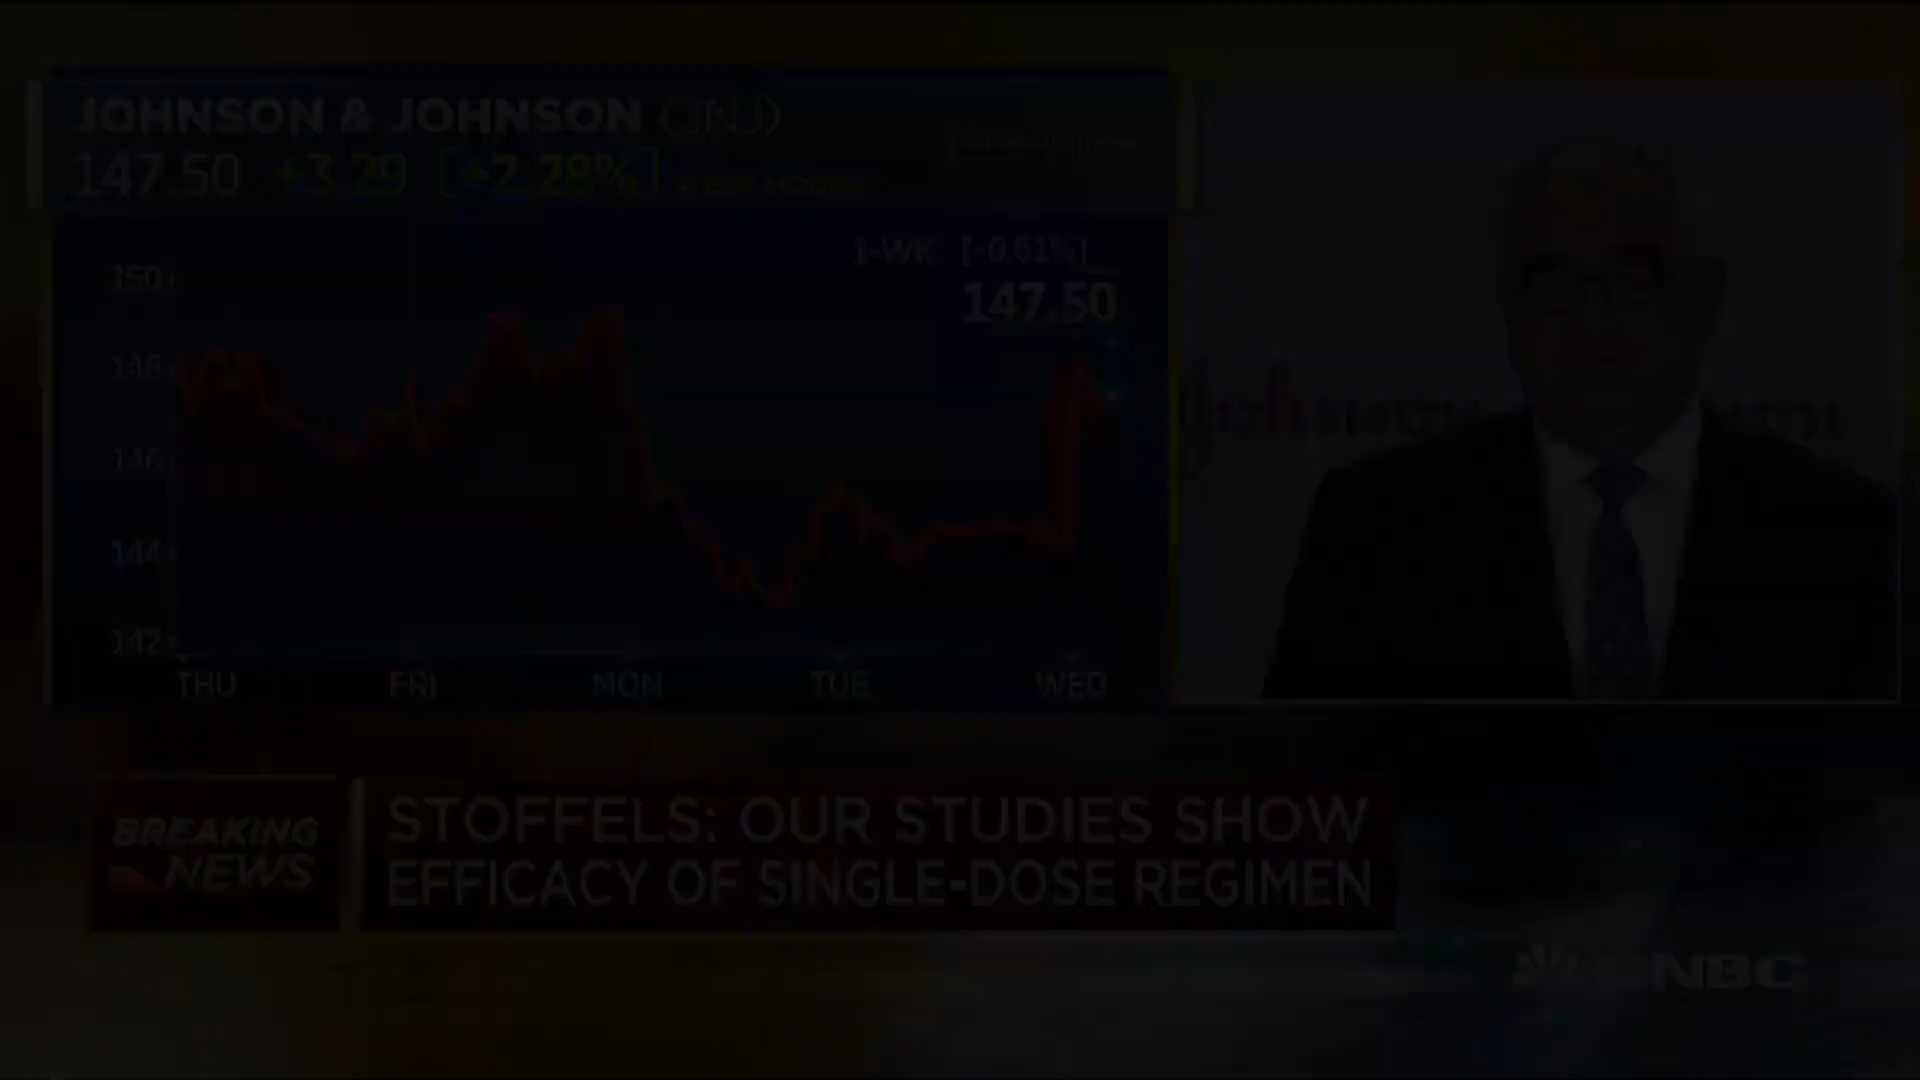 JOHNSON & JOHNSON (JNJ)
147.50 +3.29 [+2.28%]
1-WK [-0.61%]
147.50
150
148
146
144
142
THU FRI MON TUE WED
BREAKING
NEWS
STOFFELS: OUR STUDIES SHOW
EFFICACY OF SINGLE-DOSE REGIMEN
CNBC